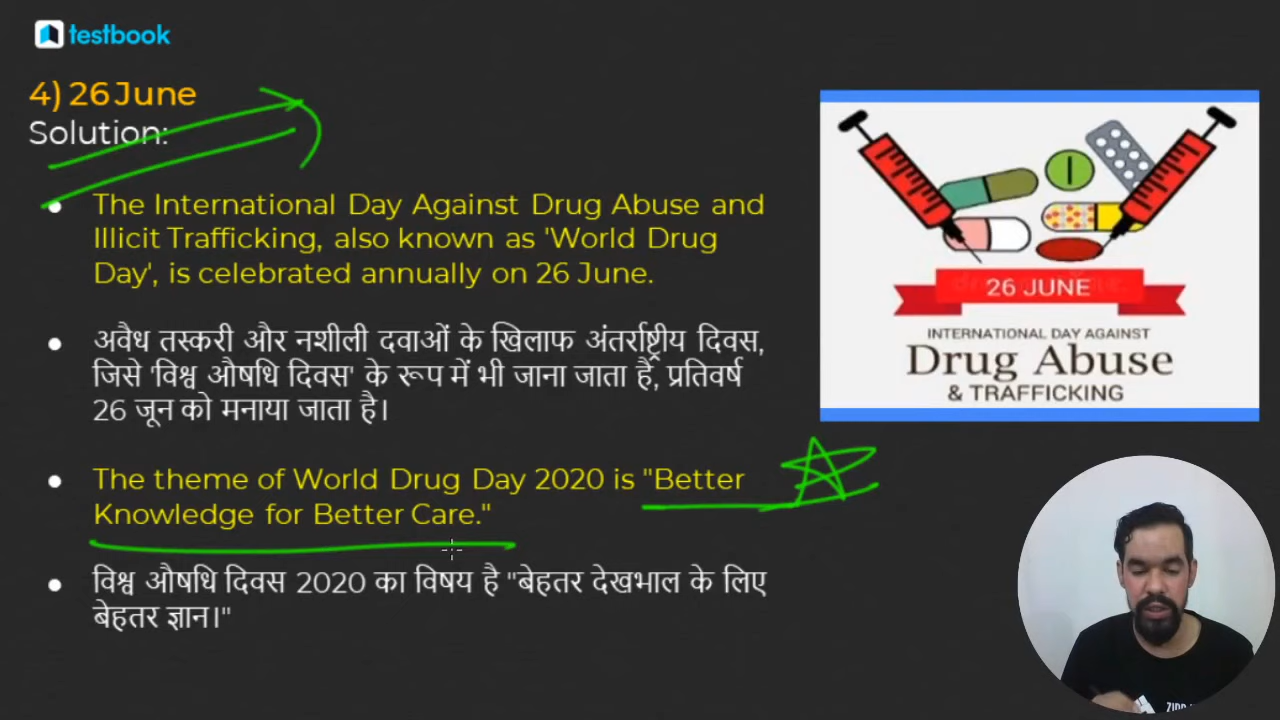 testbook
4) 26 June
Solution:
The International Day Against Drug Abuse and
Illicit Trafficking, also known as 'World Drug
Day', is celebrated annually on 26 June.
अवैध तस्करी और नशीली दवाओं के खिलाफ अंतर्राष्ट्रीय दिवस,
जिसे 'विश्व औषधि दिवस' के रूप में भी जाना जाता है, प्रतिवर्ष
26 जून को मनाया जाता है।
The theme of World Drug Day 2020 is "Better
Knowledge for Better Care."
विश्व औषधि दिवस 2020 का विषय है "बेहतर देखभाल के लिए
बेहतर ज्ञान।"
26 JUNE
INTERNATIONAL DAY AGAINST
Drug Abuse
& TRAFFICKING